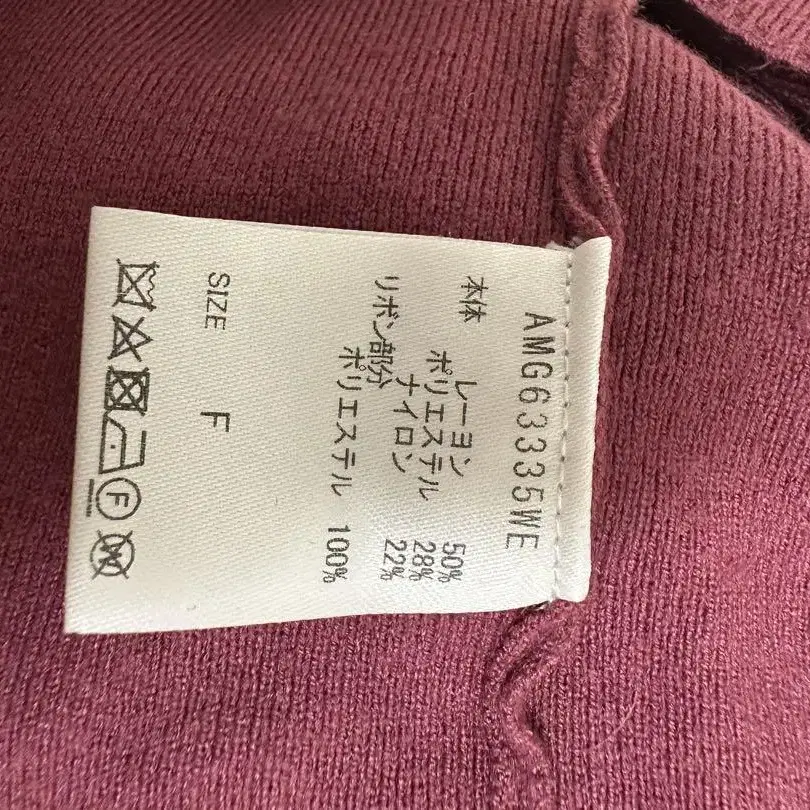 AMG63335WE
本体
レーヨン 50%
ポリエステル 28%
ナイロン 22%
リボン部分
ポリエステル 100%
SIZE F
F
W